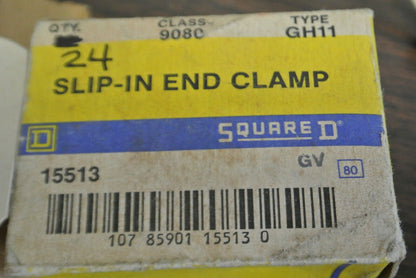 QTY. CLASS TYPE
24 9080 GH11
SLIP-IN END CLAMP
D SQUARE D
15513 GV 80
107 85901 15513 0